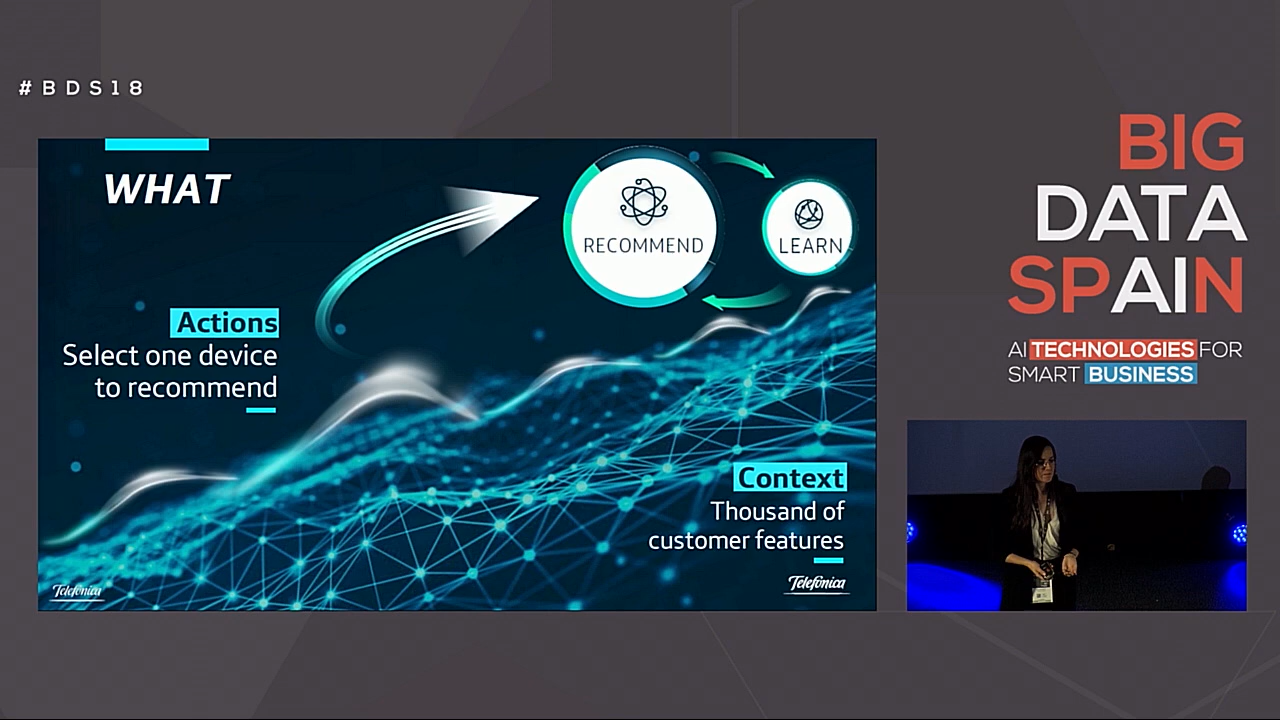 #BDS18
WHAT
RECOMMEND
LEARN
Actions
Select one device
to recommend
Context
Thousand of
customer features
Telefónica
Telefónica
BIG
DATA
SPAIN
AI TECHNOLOGIES FOR
SMART BUSINESS